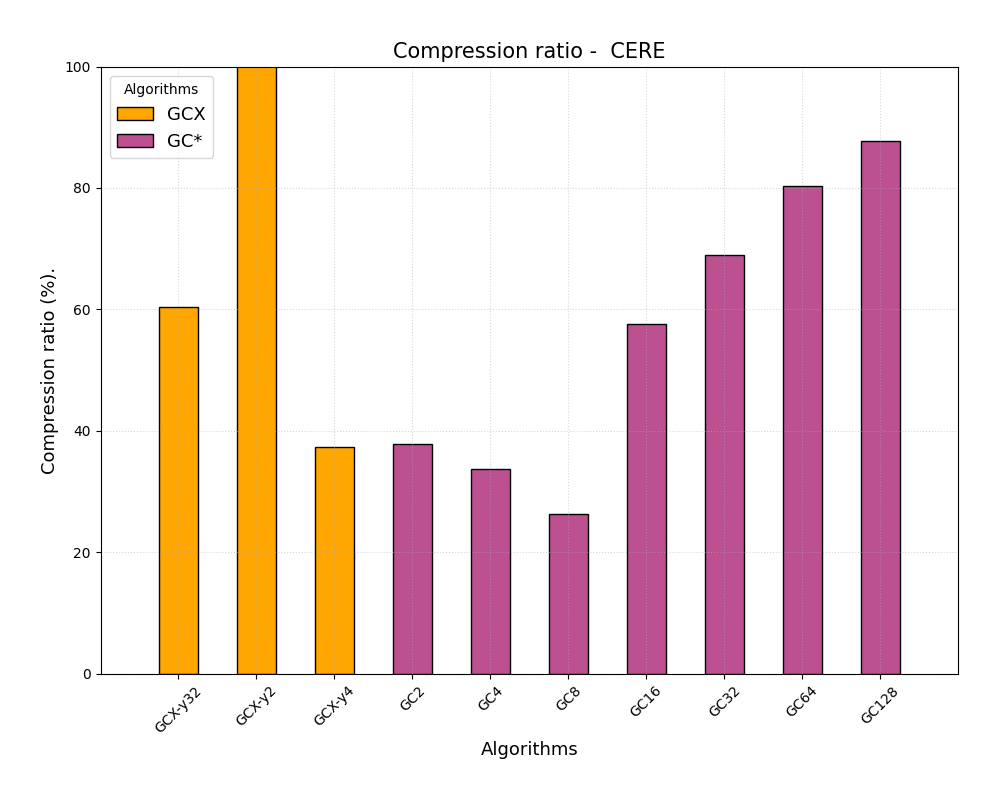 Compression ratio -  CERE
Algorithms
GCX
GC*
100
80
60
40
20
0
Compression ratio (%).
GCX-y32
GCX-y2
GCX-y4
GC2
GC4
GC8
GC16
GC32
GC64
GC128
Algorithms